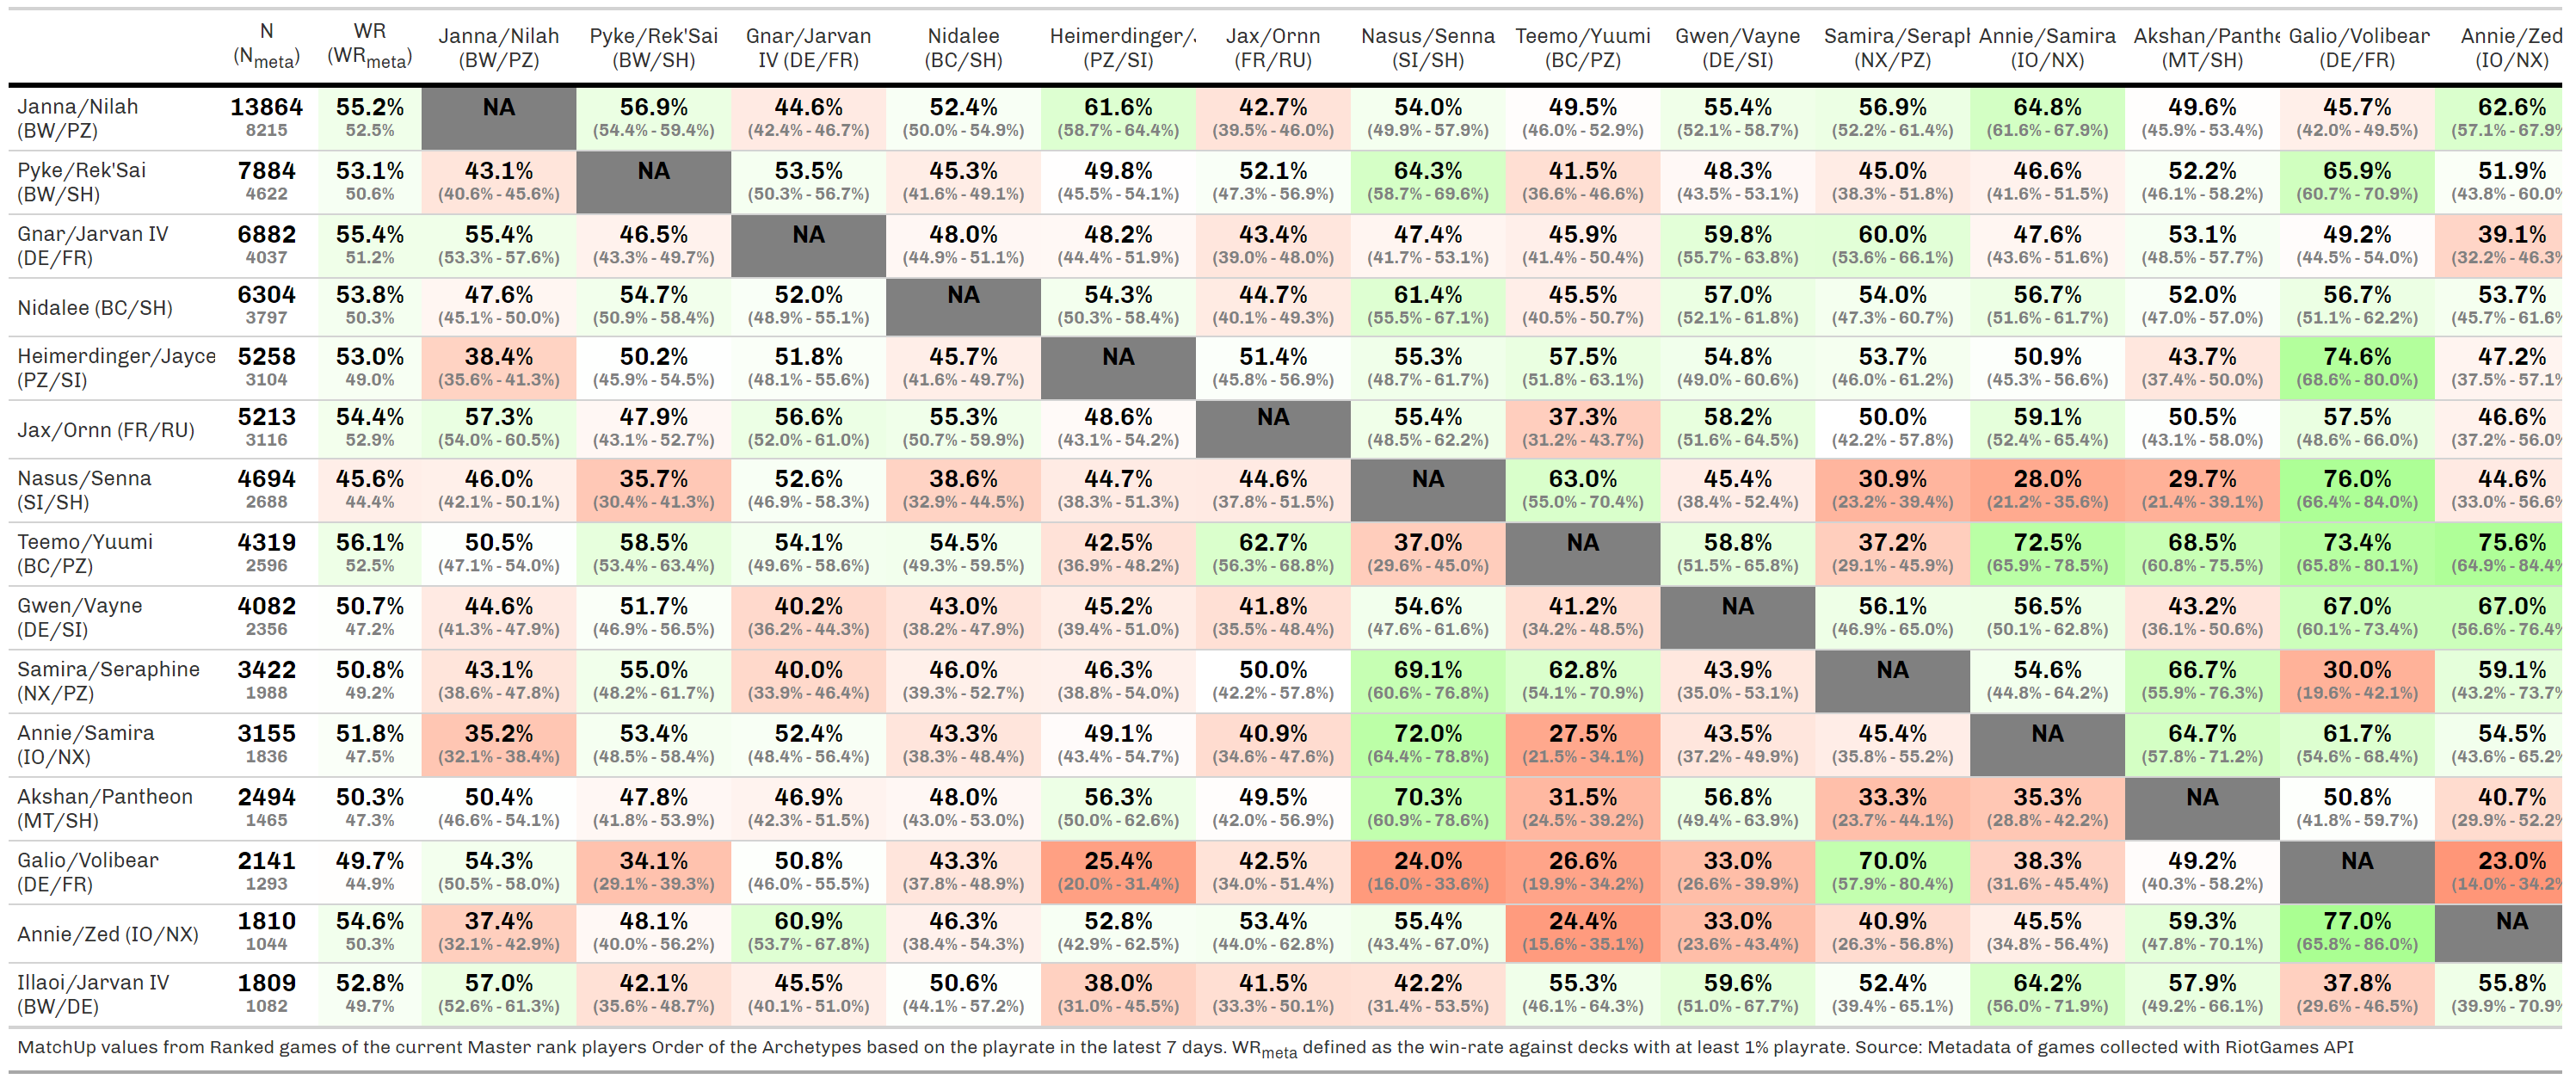 N WR Janna/Nilah Pyke/Rek'Sai Gnar/Jarvan Nidalee Heimerdinger/J Jax/Ornn Nasus/Senna Teemo/Yuumi Gwen/Vayne Samira/Seraph Annie/Samira Akshan/Panthe Galio/Volibear Annie/Zed
(Nmeta) (WRmeta) (BW/PZ) (BW/SH) IV (DE/FR) (BC/SH) (PZ/SI) (FR/RU) (SI/SH) (BC/PZ) (DE/SI) (NX/PZ) (IO/NX) (MT/SH) (DE/FR) (IO/NX)
Janna/Nilah 13864 55.2% NA 56.9% 44.6% 52.4% 61.6% 42.7% 54.0% 49.5% 55.4% 56.9% 64.8% 49.6% 45.7% 62.6%
(BW/PZ) 8215 52.5% (54.4% - 59.4%) (42.4% - 46.7%) (50.0% - 54.9%) (58.7% - 64.4%) (39.5% - 46.0%) (49.9% - 57.9%) (46.0% - 52.9%) (52.1% - 58.7%) (52.2% - 61.4%) (61.6% - 67.9%) (45.9% - 53.4%) (42.0% - 49.5%) (57.1% - 67.9%
Pyke/Rek'Sai 7884 53.1% 43.1% NA 53.5% 45.3% 49.8% 52.1% 64.3% 41.5% 48.3% 45.0% 46.6% 52.2% 65.9% 51.9%
(BW/SH) 4622 50.6% (40.6% - 45.6%) (50.3% - 56.7%) (41.6% - 49.1%) (45.5% - 54.1%) (47.3% - 56.9%) (58.7% - 69.6%) (36.6% - 46.6%) (43.5% - 53.1%) (38.3% - 51.8%) (41.6% - 51.5%) (46.1% - 58.2%) (60.7% - 70.9%) (43.8% - 60.0%
Gnar/Jarvan IV 6882 55.4% 55.4% 46.5% NA 48.0% 48.2% 43.4% 47.4% 45.9% 59.8% 60.0% 47.6% 53.1% 49.2% 39.1%
(DE/FR) 4037 51.2% (53.3% - 57.6%) (43.3% - 49.7%) (44.9% - 51.1%) (44.4% - 51.9%) (39.0% - 48.0%) (41.7% - 53.1%) (41.4% - 50.4%) (55.7% - 63.8%) (53.6% - 66.1%) (43.6% - 51.6%) (48.5% - 57.7%) (44.5% - 54.0%) (32.2% - 46.3%
Nidalee (BC/SH) 6304 53.8% 47.6% 54.7% 52.0% NA 54.3% 44.7% 61.4% 45.5% 57.0% 54.0% 56.7% 52.0% 56.7% 53.7%
3797 50.3% (45.1% - 50.0%) (50.9% - 58.4%) (48.9% - 55.1%) (50.3% - 58.4%) (40.1% - 49.3%) (55.5% - 67.1%) (40.5% - 50.7%) (52.1% - 61.8%) (47.3% - 60.7%) (51.6% - 61.7%) (47.0% - 57.0%) (51.1% - 62.2%) (45.7% - 61.6%
Heimerdinger/Jayce 5258 53.0% 38.4% 50.2% 51.8% 45.7% NA 51.4% 55.3% 57.5% 54.8% 53.7% 50.9% 43.7% 74.6% 47.2%
(PZ/SI) 3104 49.0% (35.6% - 41.3%) (45.9% - 54.5%) (48.1% - 55.6%) (41.6% - 49.7%) (45.8% - 56.9%) (48.7% - 61.7%) (51.8% - 63.1%) (49.0% - 60.6%) (46.0% - 61.2%) (45.3% - 56.6%) (37.4% - 50.0%) (68.6% - 80.0%) (37.5% - 57.1%
Jax/Ornn (FR/RU) 5213 54.4% 57.3% 47.9% 56.6% 55.3% 48.6% NA 55.4% 37.3% 58.2% 50.0% 59.1% 50.5% 57.5% 46.6%
3116 52.9% (54.0% - 60.5%) (43.1% - 52.7%) (52.0% - 61.0%) (50.7% - 59.9%) (43.1% - 54.2%) (48.5% - 62.2%) (31.2% - 43.7%) (51.6% - 64.5%) (42.2% - 57.8%) (52.4% - 65.4%) (43.1% - 58.0%) (48.6% - 66.0%) (37.2% - 56.0%
Nasus/Senna 4694 45.6% 46.0% 35.7% 52.6% 38.6% 44.7% 44.6% NA 63.0% 45.4% 30.9% 28.0% 29.7% 76.0% 44.6%
(SI/SH) 2688 44.4% (42.1% - 50.1%) (30.4% - 41.3%) (46.9% - 58.3%) (32.9% - 44.5%) (38.3% - 51.3%) (37.8% - 51.5%) (55.0% - 70.4%) (38.4% - 52.4%) (23.2% - 39.4%) (21.2% - 35.6%) (21.4% - 39.1%) (66.4% - 84.0%) (33.0% - 56.6%
Teemo/Yuumi 4319 56.1% 50.5% 58.5% 54.1% 54.5% 42.5% 62.7% 37.0% NA 58.8% 37.2% 72.5% 68.5% 73.4% 75.6%
(BC/PZ) 2596 52.5% (47.1% - 54.0%) (53.4% - 63.4%) (49.6% - 58.6%) (49.3% - 59.5%) (36.9% - 48.2%) (56.3% - 68.8%) (29.6% - 45.0%) (51.5% - 65.8%) (29.1% - 45.9%) (65.9% - 78.5%) (60.8% - 75.5%) (65.8% - 80.1%) (64.9% - 84.4%
Gwen/Vayne 4082 50.7% 44.6% 51.7% 40.2% 43.0% 45.2% 41.8% 54.6% 41.2% NA 56.1% 56.5% 43.2% 67.0% 67.0%
(DE/SI) 2356 47.2% (41.3% - 47.9%) (46.9% - 56.5%) (36.2% - 44.3%) (38.2% - 47.9%) (39.4% - 51.0%) (35.5% - 48.4%) (47.6% - 61.6%) (34.2% - 48.5%) (46.9% - 65.0%) (50.1% - 62.8%) (36.1% - 50.6%) (60.1% - 73.4%) (56.6% - 76.4%
Samira/Seraphine 3422 50.8% 43.1% 55.0% 40.0% 46.0% 46.3% 50.0% 69.1% 62.8% 43.9% NA 54.6% 66.7% 30.0% 59.1%
(NX/PZ) 1988 49.2% (38.6% - 47.8%) (48.2% - 61.7%) (33.9% - 46.4%) (39.3% - 52.7%) (38.8% - 54.0%) (42.2% - 57.8%) (60.6% - 76.8%) (54.1% - 70.9%) (35.0% - 53.1%) (44.8% - 64.2%) (55.9% - 76.3%) (19.6% - 42.1%) (43.2% - 73.7%
Annie/Samira 3155 51.8% 35.2% 53.4% 52.4% 43.3% 49.1% 40.9% 72.0% 27.5% 43.5% 45.4% NA 64.7% 61.7% 54.5%
(IO/NX) 1836 47.5% (32.1% - 38.4%) (48.5% - 58.4%) (48.4% - 56.4%) (38.3% - 48.4%) (43.4% - 54.7%) (34.6% - 47.6%) (64.4% - 78.8%) (21.5% - 34.1%) (37.2% - 49.9%) (35.8% - 55.2%) (57.8% - 71.2%) (54.6% - 68.4%) (43.6% - 65.2%
Akshan/Pantheon 2494 50.3% 50.4% 47.8% 46.9% 48.0% 56.3% 49.5% 70.3% 31.5% 56.8% 33.3% 35.3% NA 50.8% 40.7%
(MT/SH) 1465 47.3% (46.6% - 54.1%) (41.8% - 53.9%) (42.3% - 51.5%) (43.0% - 53.0%) (50.0% - 62.6%) (42.0% - 56.9%) (60.9% - 78.6%) (24.5% - 39.2%) (49.4% - 63.9%) (23.7% - 44.1%) (28.8% - 42.2%) (41.8% - 59.7%) (29.9% - 52.2%
Galio/Volibear 2141 49.7% 54.3% 34.1% 50.8% 43.3% 25.4% 42.5% 24.0% 26.6% 33.0% 70.0% 38.3% 49.2% NA 23.0%
(DE/FR) 1293 44.9% (50.5% - 58.0%) (29.1% - 39.3%) (46.0% - 55.5%) (37.8% - 48.9%) (20.0% - 31.4%) (34.0% - 51.4%) (16.0% - 33.6%) (19.9% - 34.2%) (26.6% - 39.9%) (57.9% - 80.4%) (31.6% - 45.4%) (40.3% - 58.2%) (14.0% - 34.2%
Annie/Zed (IO/NX) 1810 54.6% 37.4% 48.1% 60.9% 46.3% 52.8% 53.4% 55.4% 24.4% 33.0% 40.9% 45.5% 59.3% 77.0% NA
1044 50.3% (32.1% - 42.9%) (40.0% - 56.2%) (53.7% - 67.8%) (38.4% - 54.3%) (42.9% - 62.5%) (44.0% - 62.8%) (43.4% - 67.0%) (15.6% - 35.1%) (23.6% - 43.4%) (26.3% - 56.8%) (34.8% - 56.4%) (47.8% - 70.1%) (65.8% - 86.0%)
Illaoi/Jarvan IV 1809 52.8% 57.0% 42.1% 45.5% 50.6% 38.0% 41.5% 42.2% 55.3% 59.6% 52.4% 64.2% 57.9% 37.8% 55.8%
(BW/DE) 1082 49.7% (52.6% - 61.3%) (35.6% - 48.7%) (40.1% - 51.0%) (44.1% - 57.2%) (31.0% - 45.5%) (33.3% - 50.1%) (31.4% - 53.5%) (46.1% - 64.3%) (51.0% - 67.7%) (39.4% - 65.1%) (56.0% - 71.9%) (49.2% - 66.1%) (29.6% - 46.5%) (39.9% - 70.9%
MatchUp values from Ranked games of the current Master rank players Order of the Archetypes based on the playrate in the latest 7 days. WRmeta defined as the win-rate against decks with at least 1% playrate. Source: Metadata of games collected with RiotGames API